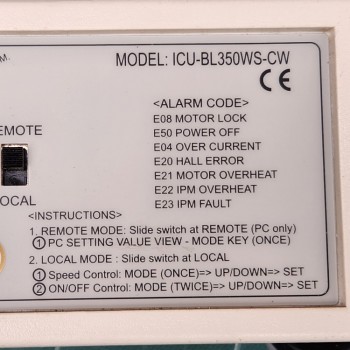 M.
MODEL: ICU-BL350WS-CW
CE
<ALARM CODE>
E08 MOTOR LOCK
E50 POWER OFF
E04 OVER CURRENT
E20 HALL ERROR
E21 MOTOR OVERHEAT
E22 IPM OVERHEAT
E23 IPM FAULT
EMOTE
OCAL
<INSTRUCTIONS>
1. REMOTE MODE: Slide switch at REMOTE (PC only)
① PC SETTING VALUE VIEW - MODE KEY (ONCE)
2. LOCAL MODE : Slide switch at LOCAL
① Speed Control: MODE (ONCE)=> UP/DOWN=> SET
② ON/OFF Control: MODE (TWICE)=> UP/DOWN=> SET